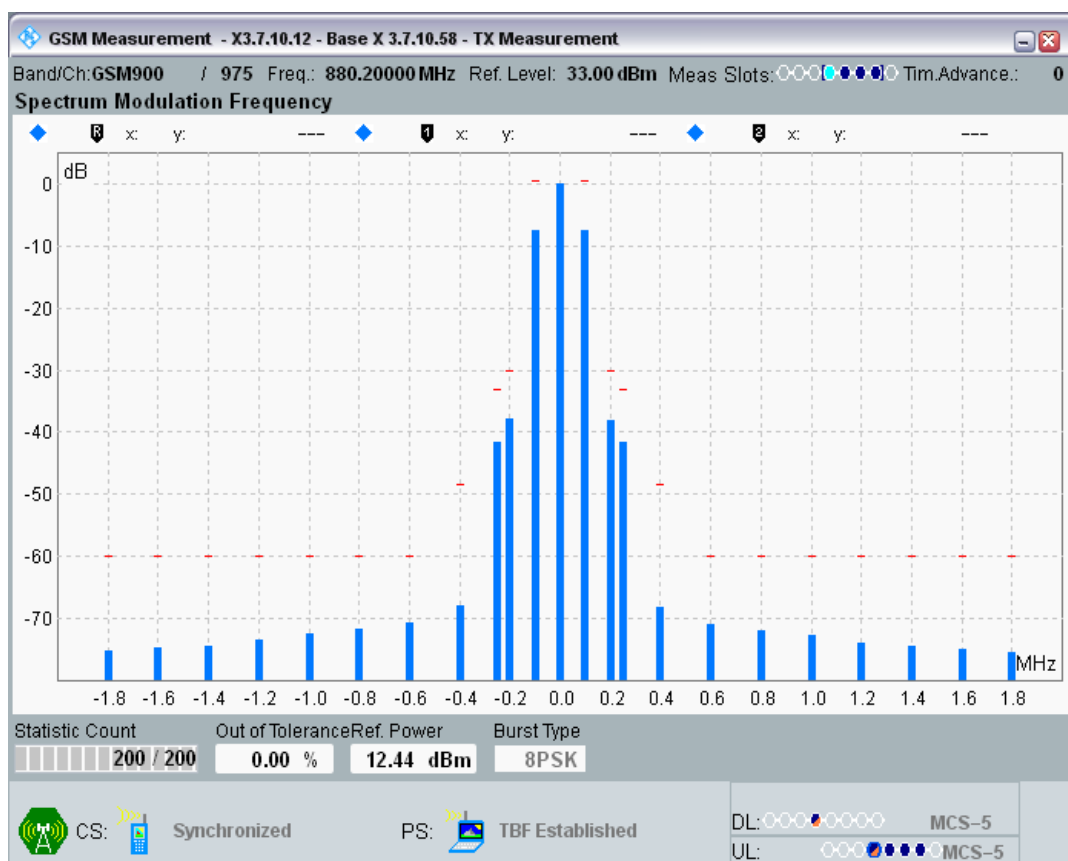 GSM Measurement - X3.7.10.12 - Base X 3.7.10.58 - TX Measurement
Band/Ch:GSM900 / 975 Freq.: 880.20000 MHz Ref. Level: 33.00 dBm Meas Slots: Tim.Advance.: 0
Spectrum Modulation Frequency
R x: y: --- 1 x: y: --- 2 x: y: ---
dB
0
-10
-20
-30
-40
-50
-60
-70
MHz
-1.8 -1.6 -1.4 -1.2 -1.0 -0.8 -0.6 -0.4 -0.2 0.0 0.2 0.4 0.6 0.8 1.0 1.2 1.4 1.6 1.8
Statistic Count Out of Tolerance Ref. Power Burst Type
200 / 200 0.00 % 12.44 dBm 8PSK
CS: Synchronized PS: TBF Established
DL: MCS-5
UL: MCS-5